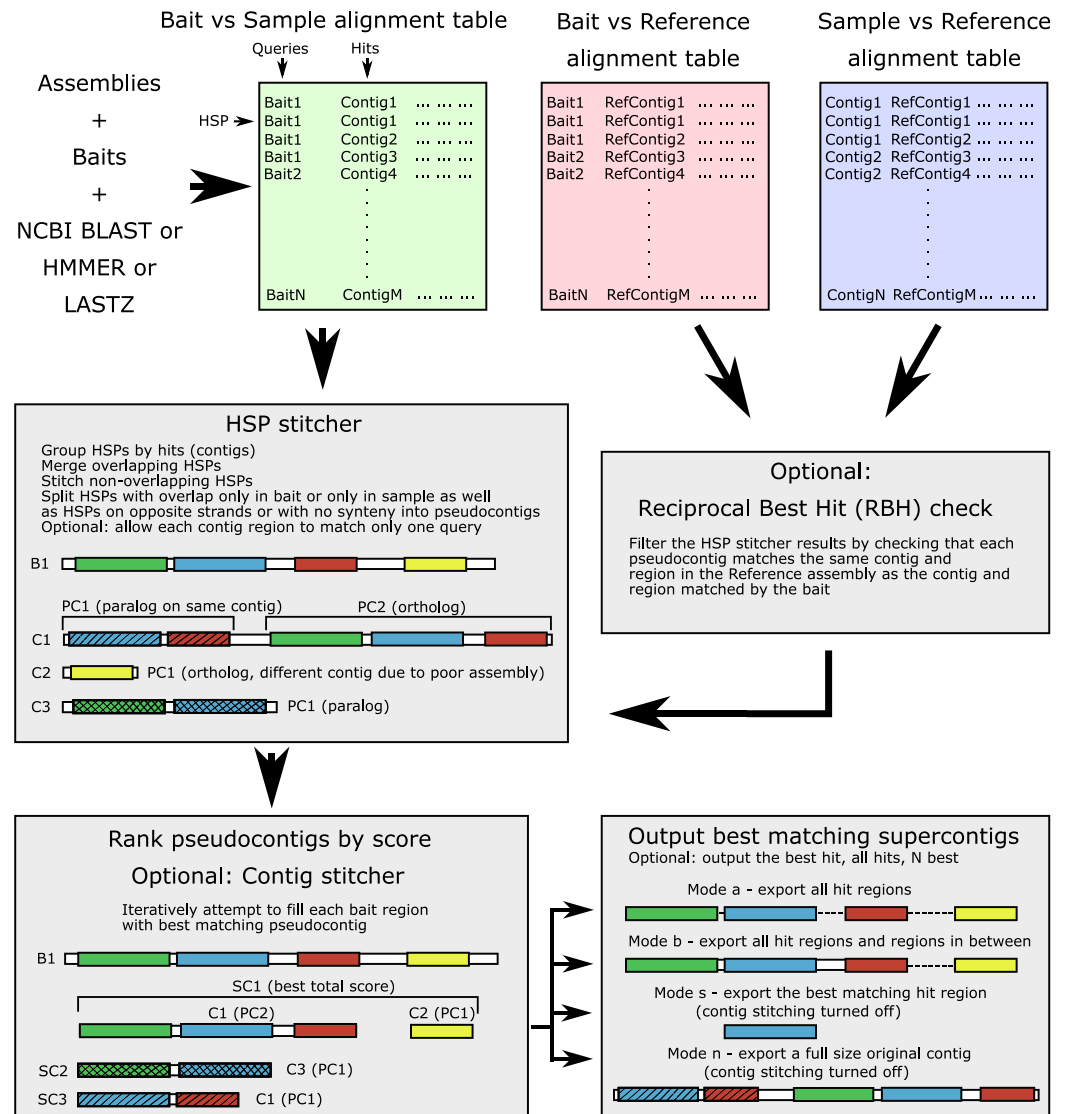 Bait vs Sample alignment table
Queries Hits
Assemblies
+
Baits
+
NCBI BLAST or
HMMER or
LASTZ
HSP
Bait1 Contig1 ... ... ...
Bait1 Contig1 ... ... ...
Bait1 Contig2 ... ... ...
Bait1 Contig3 ... ... ...
Bait2 Contig4 ... ... ...
BaitN ContigM ... ... ...
Bait vs Reference
alignment table
Bait1 RefContig1 ... ... ...
Bait1 RefContig1 ... ... ...
Bait1 RefContig2 ... ... ...
Bait2 RefContig3 ... ... ...
Bait2 RefContig4 ... ... ...
BaitN RefContigM ... ... ...
Sample vs Reference
alignment table
Contig1 RefContig1 ... ... ...
Contig1 RefContig1 ... ... ...
Contig1 RefContig2 ... ... ...
Contig2 RefContig3 ... ... ...
Contig2 RefContig4 ... ... ...
ContigN RefContigM ... ... ...
HSP stitcher
Group HSPs by hits (contigs)
Merge overlapping HSPs
Stitch non-overlapping HSPs
Split HSPs with overlap only in bait or only in sample as well
as HSPs on opposite strands or with no synteny into pseudocontigs
Optional: allow each contig region to match only one query
B1
PC1 (paralog on same contig) PC2 (ortholog)
C1
C2 PC1 (ortholog, different contig due to poor assembly)
C3 PC1 (paralog)
Optional:
Reciprocal Best Hit (RBH) check
Filter the HSP stitcher results by checking that each
pseudocontig matches the same contig and
region in the Reference assembly as the contig and
region matched by the bait
Rank pseudocontigs by score
Optional: Contig stitcher
Iteratively attempt to fill each bait region
with best matching pseudocontig
B1
SC1 (best total score)
C1 (PC2) C2 (PC1)
SC2 C3 (PC1)
SC3 C1 (PC1)
Output best matching supercontigs
Optional: output the best hit, all hits, N best
Mode a - export all hit regions
Mode b - export all hit regions and regions in between
Mode s - export the best matching hit region
(contig stitching turned off)
Mode n - export a full size original contig
(contig stitching turned off)